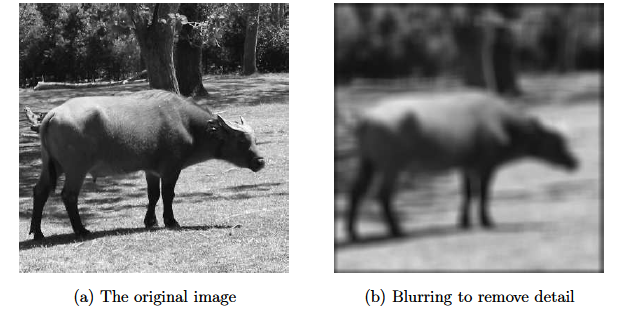 (a) The original image
(b) Blurring to remove detail